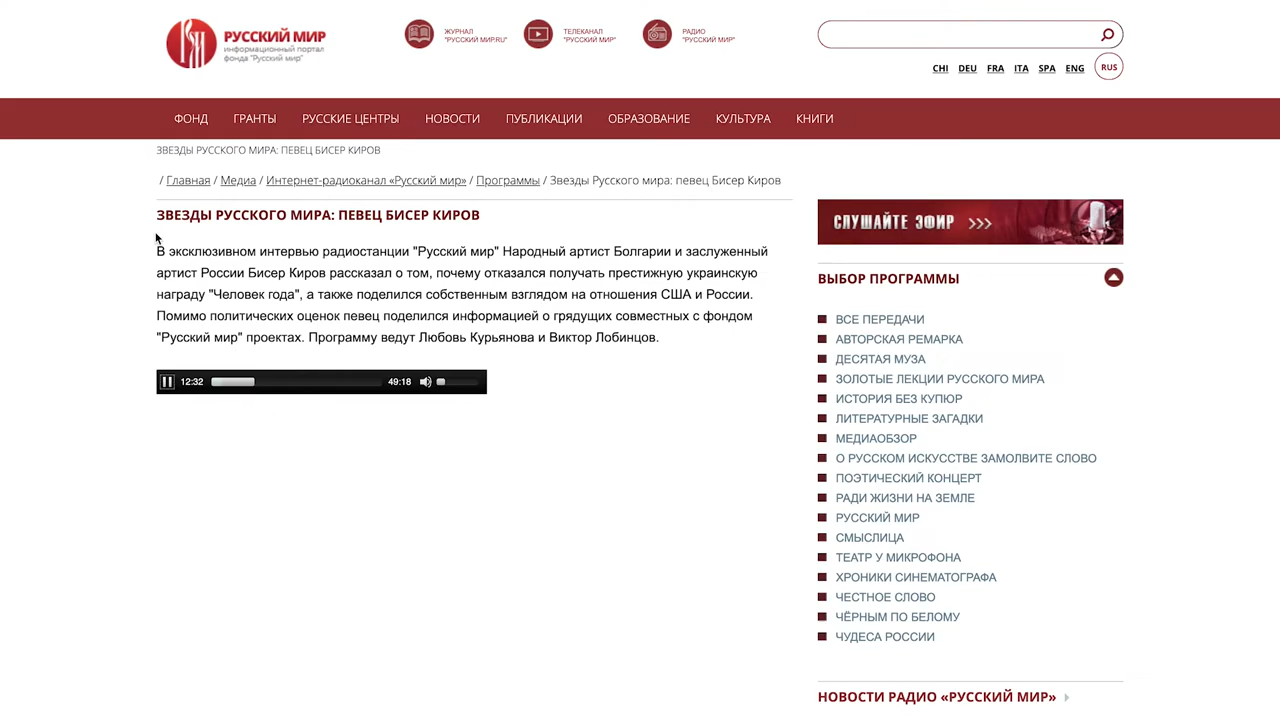 РУССКИЙ МИР
информационный портал
фонда "Русский мир"
ЖУРНАЛ
"РУССКИЙ МИР.RU"
ТЕЛЕКАНАЛ
"РУССКИЙ МИР"
РАДИО
"РУССКИЙ МИР"
CHI DEU FRA ITA SPA ENG RUS
ФОНД ГРАНТЫ РУССКИЕ ЦЕНТРЫ НОВОСТИ ПУБЛИКАЦИИ ОБРАЗОВАНИЕ КУЛЬТУРА КНИГИ
ЗВЕЗДЫ РУССКОГО МИРА: ПЕВЕЦ БИСЕР КИРОВ
/ Главная / Медиа / Интернет-радиоканал «Русский мир» / Программы / Звезды Русского мира: певец Бисер Киров
ЗВЕЗДЫ РУССКОГО МИРА: ПЕВЕЦ БИСЕР КИРОВ
В эксклюзивном интервью радиостанции "Русский мир" Народный артист Болгарии и заслуженный
артист России Бисер Киров рассказал о том, почему отказался получать престижную украинскую
награду "Человек года", а также поделился собственным взглядом на отношения США и России.
Помимо политических оценок певец поделился информацией о грядущих совместных с фондом
"Русский мир" проектах. Программу ведут Любовь Курьянова и Виктор Лобинцов.
12:32 49:18
СЛУШАЙТЕ ЭФИР >>>
ВЫБОР ПРОГРАММЫ
ВСЕ ПЕРЕДАЧИ
АВТОРСКАЯ РЕМАРКА
ДЕСЯТАЯ МУЗА
ЗОЛОТЫЕ ЛЕКЦИИ РУССКОГО МИРА
ИСТОРИЯ БЕЗ КУПЮР
ЛИТЕРАТУРНЫЕ ЗАГАДКИ
МЕДИАОБЗОР
О РУССКОМ ИСКУССТВЕ ЗАМОЛВИТЕ СЛОВО
ПОЭТИЧЕСКИЙ КОНЦЕРТ
РАДИ ЖИЗНИ НА ЗЕМЛЕ
РУССКИЙ МИР
СМЫСЛИЦА
ТЕАТР У МИКРОФОНА
ХРОНИКИ СИНЕМАТОГРАФА
ЧЕСТНОЕ СЛОВО
ЧЁРНЫМ ПО БЕЛОМУ
ЧУДЕСА РОССИИ
НОВОСТИ РАДИО «РУССКИЙ МИР»